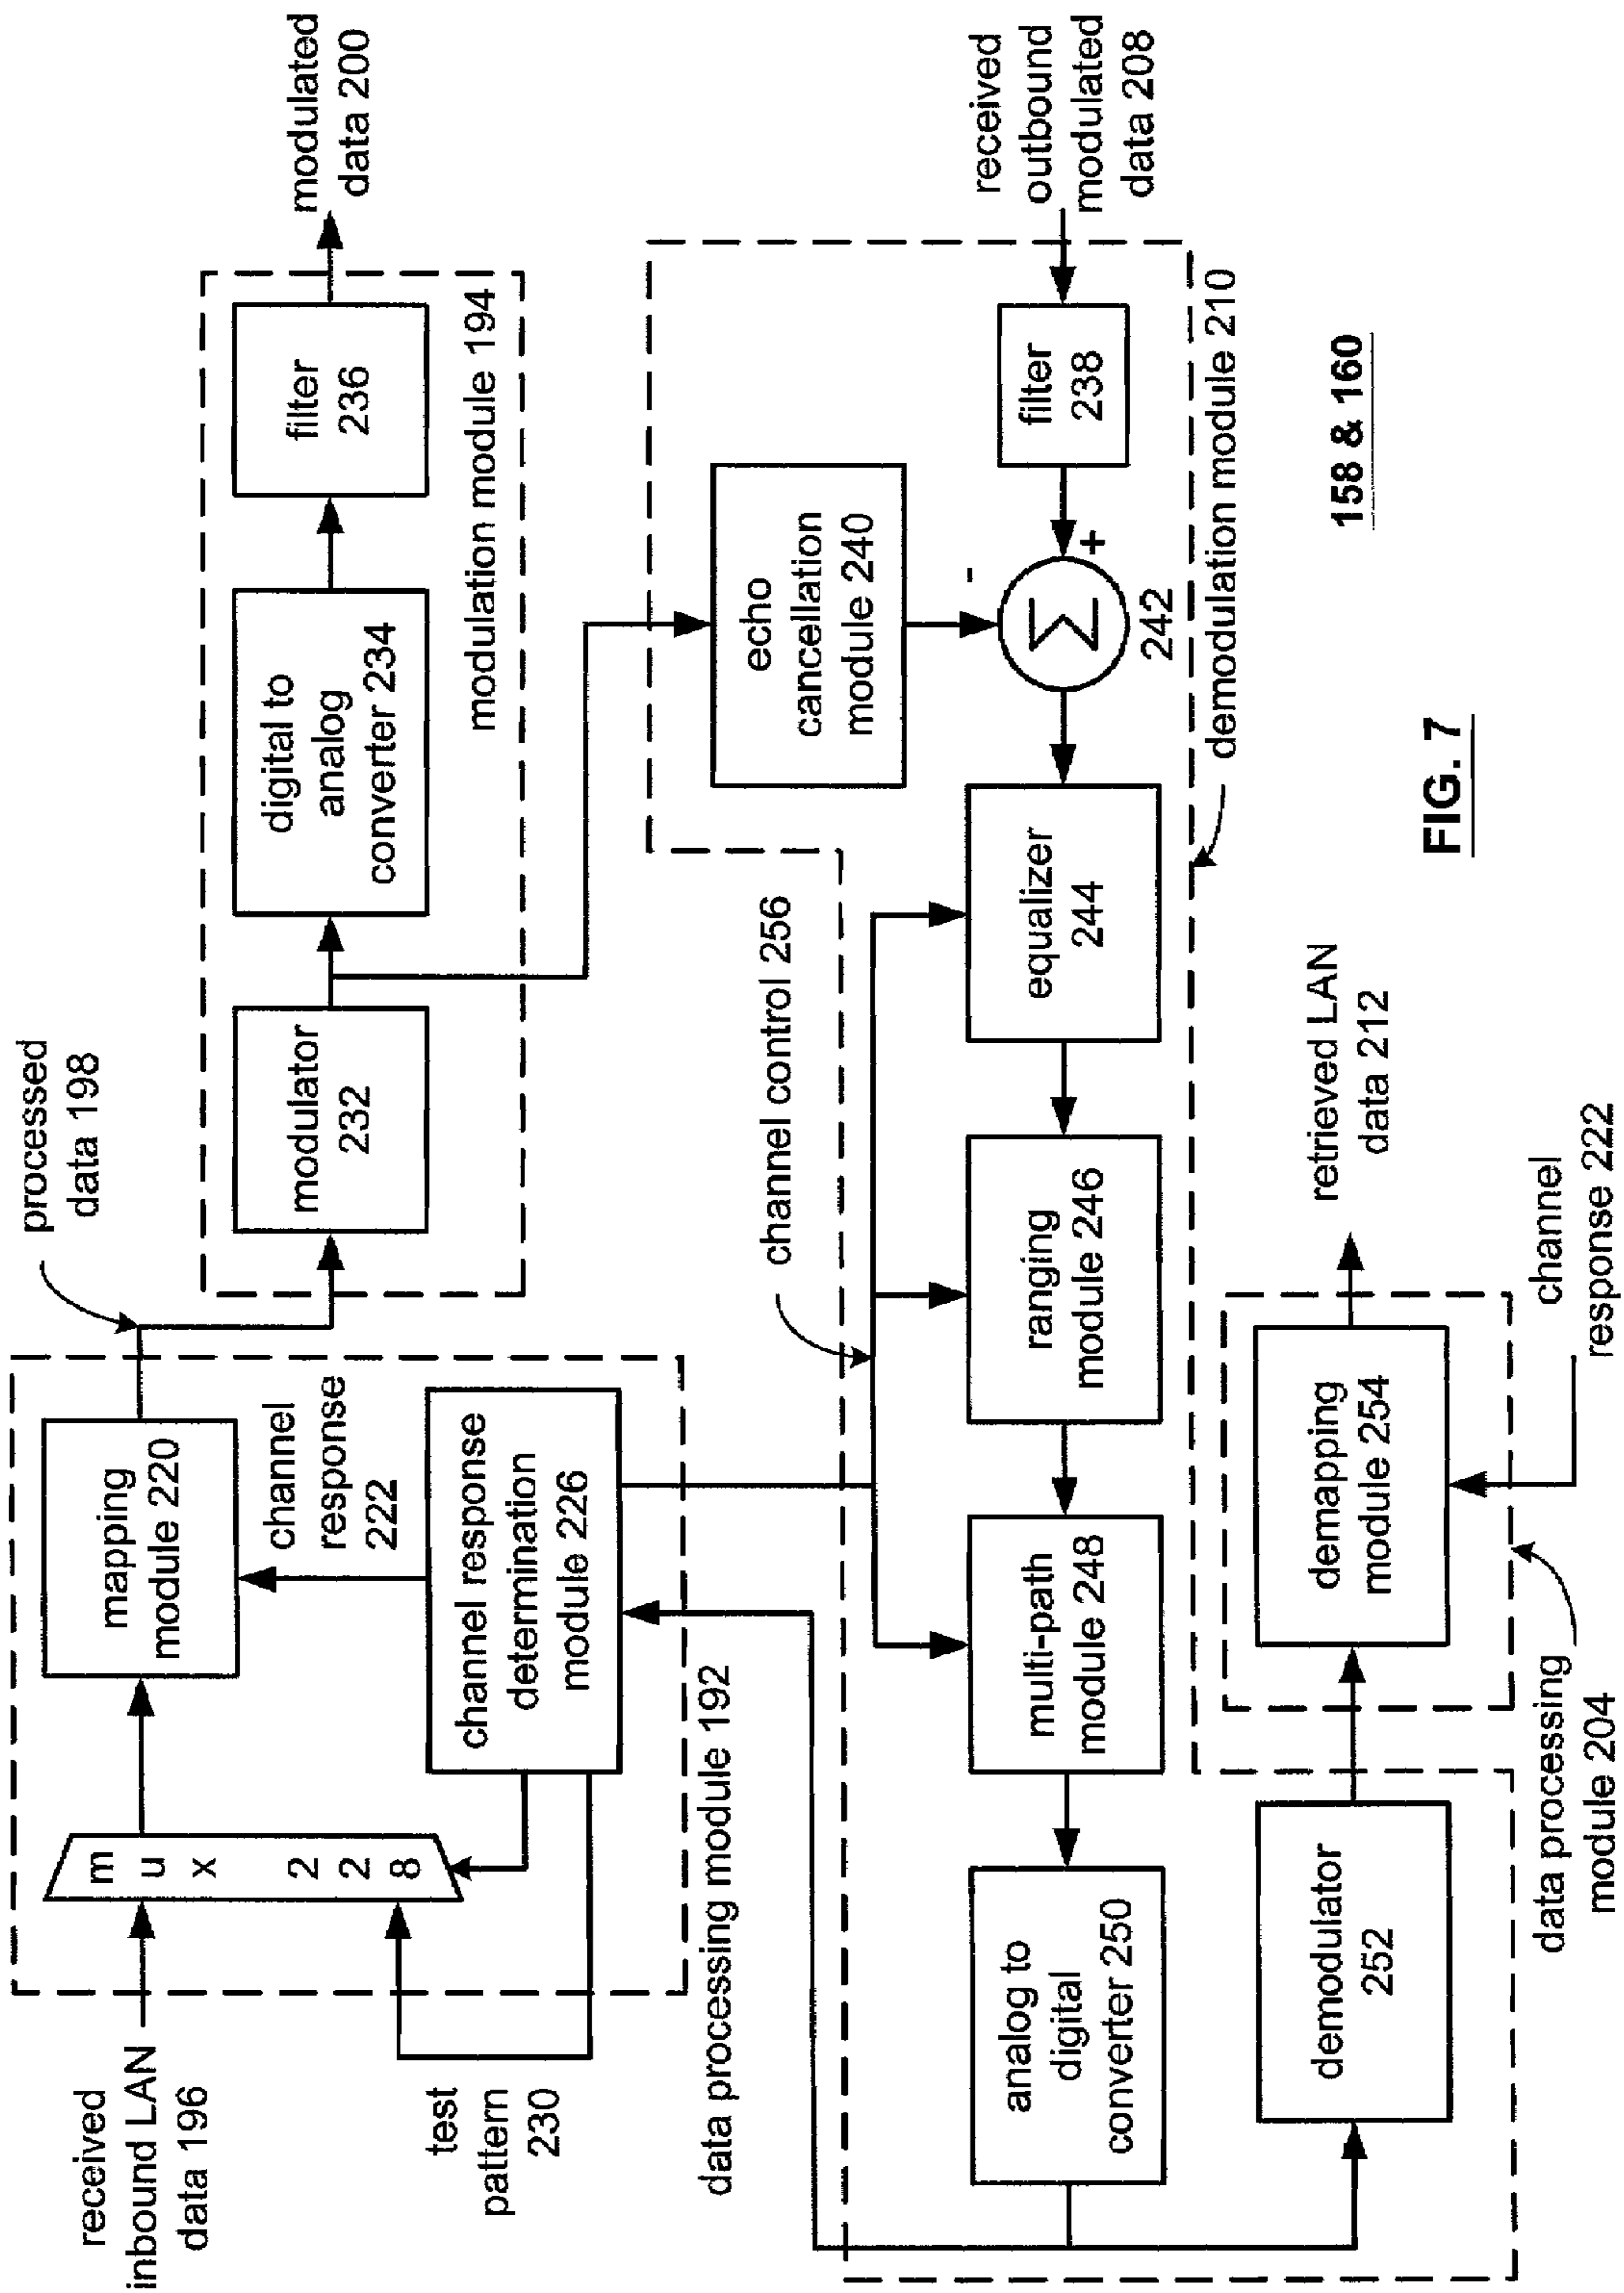 received
inbound LAN
data 196
m
u
x
2
2
8
mapping
module 220
processed
data 198
channel
response
222
channel response
determination
module 226
test
pattern
230
data processing module 192
modulator
232
digital to
analog
converter 234
filter
236
modulated
data 200
modulation module 194
echo
cancellation
module 240
-
+
Σ
242
filter
238
received
outbound
modulated
data 208
channel control 256
equalizer
244
ranging
module 246
multi-path
module 248
analog to
digital
converter 250
demodulation module 210
demodulator
252
demapping
module 254
retrieved LAN
data 212
channel
response 222
data processing
module 204
158 & 160
FIG. 7